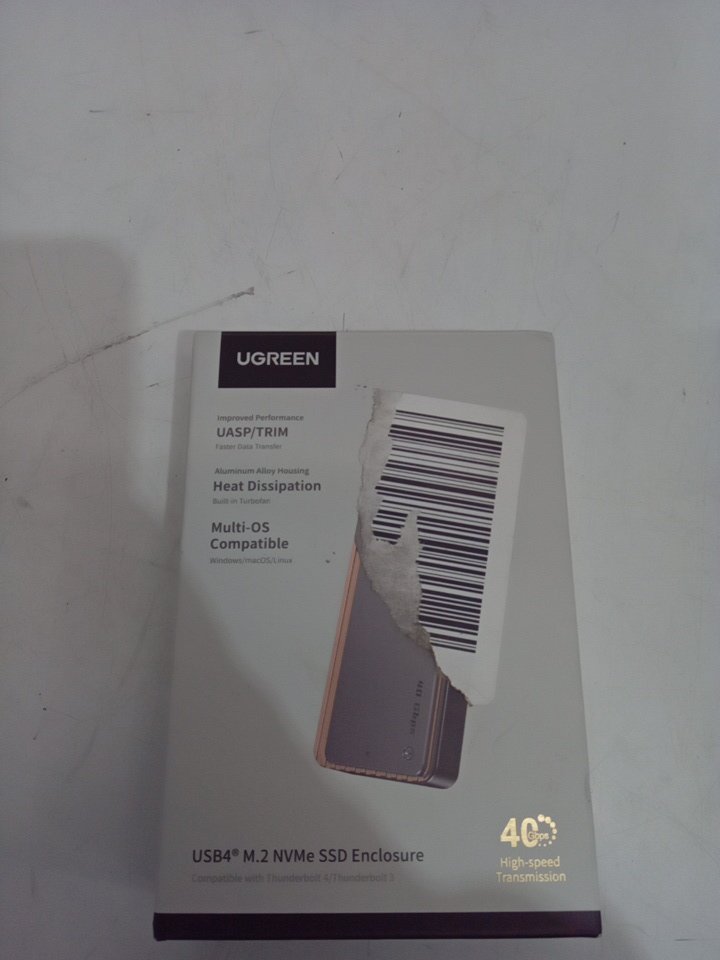 UGREEN
Improved Performance
UASP/TRIM
Faster Data Transfer
Aluminum Alloy Housing
Heat Dissipation
Built-in Turbofan
Multi-OS
Compatible
Windows/macOS/Linux
40 Gbps
USB4® M.2 NVMe SSD Enclosure
Compatible with Thunderbolt 4/Thunderbolt 3
40Gbps
High-speed
Transmission